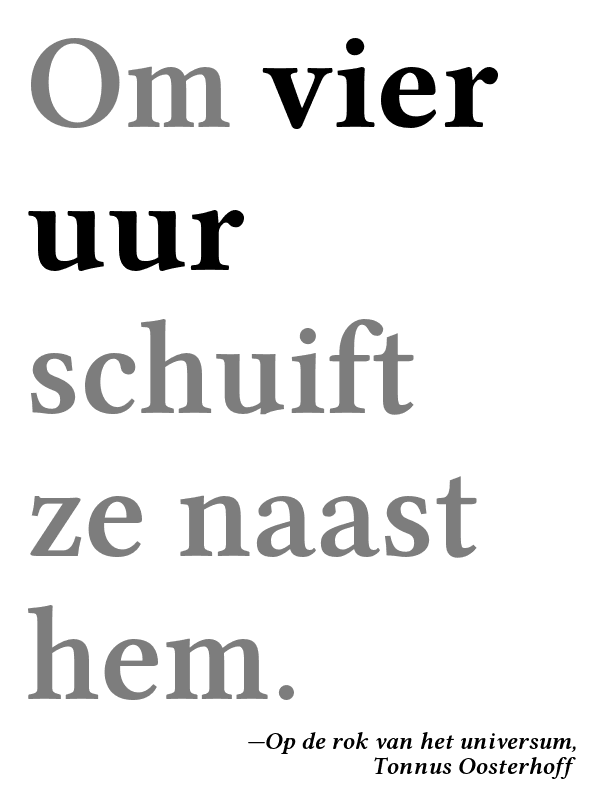 Om vier
uur
schuift
ze naast
hem.
—Op de rok van het universum,
Tonnus Oosterhoff